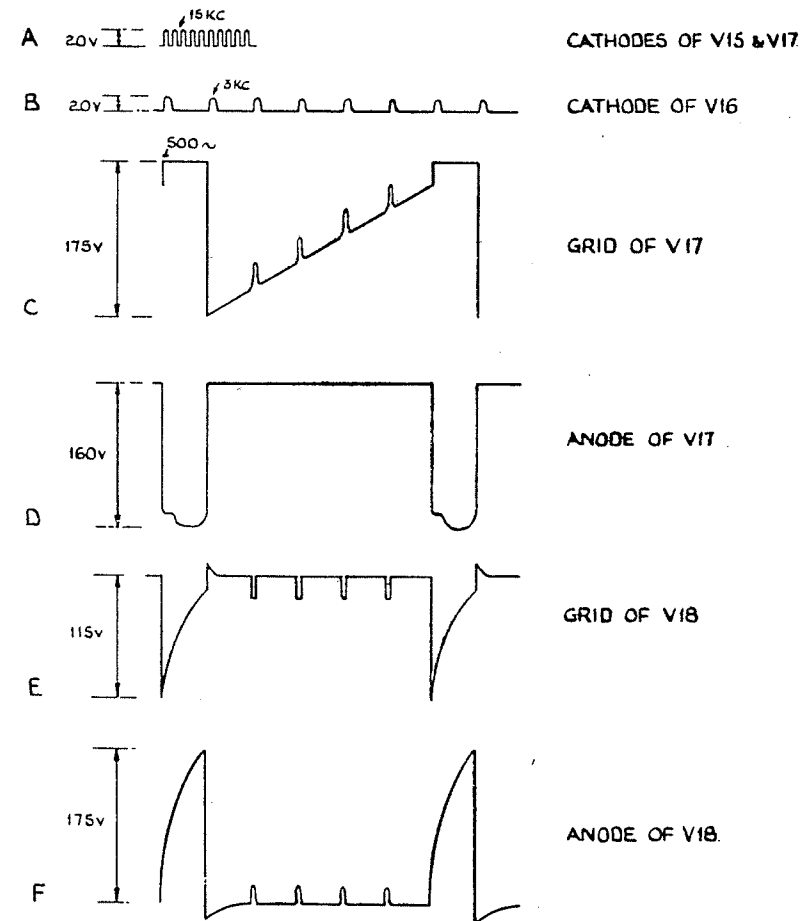 15KC
A 20v CATHODES OF V15 & V17
3KC
B 20v CATHODE OF V16
500~
175v GRID OF V17
C
160v ANODE OF V17
D
115v GRID OF V18
E
175v ANODE OF V18.
F